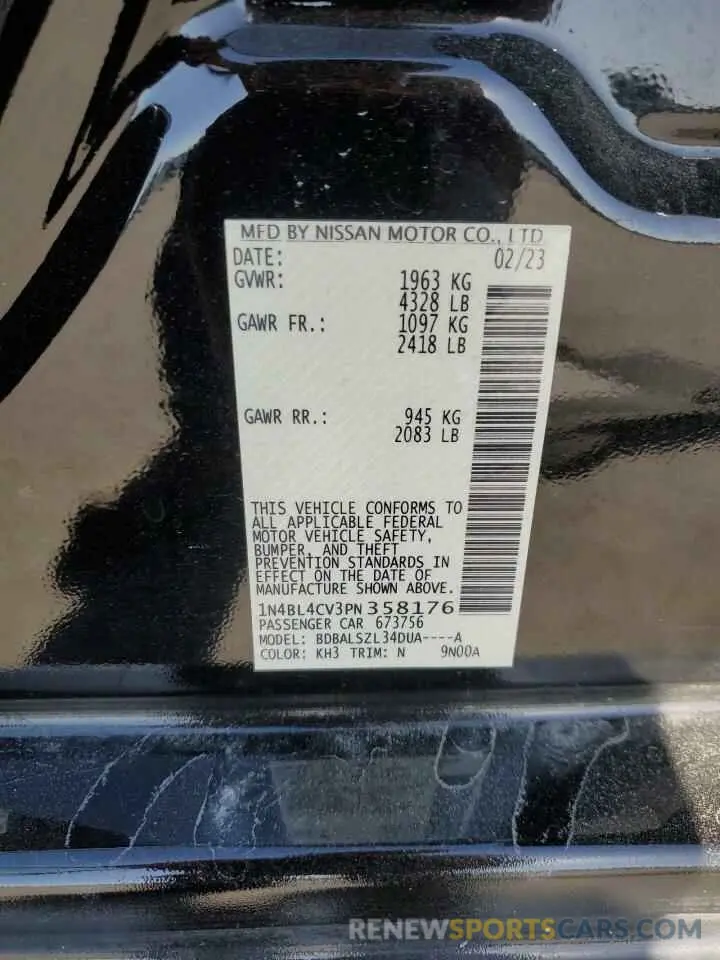 MFD BY NISSAN MOTOR CO., LTD
DATE: 02/23
GVWR: 1963 KG
4328 LB
GAWR FR.: 1097 KG
2418 LB
GAWR RR.: 945 KG
2083 LB
THIS VEHICLE CONFORMS TO
ALL APPLICABLE FEDERAL
MOTOR VEHICLE SAFETY,
BUMPER, AND THEFT
PREVENTION STANDARDS IN
EFFECT ON THE DATE OF
MANUFACTURE SHOWN ABOVE.
1N4BL4CV3PN358176
PASSENGER CAR 673756
MODEL: BDBALSZL34DUA----A
COLOR: KH3 TRIM: N 9N00A
RENEWSPORTSCARS.COM